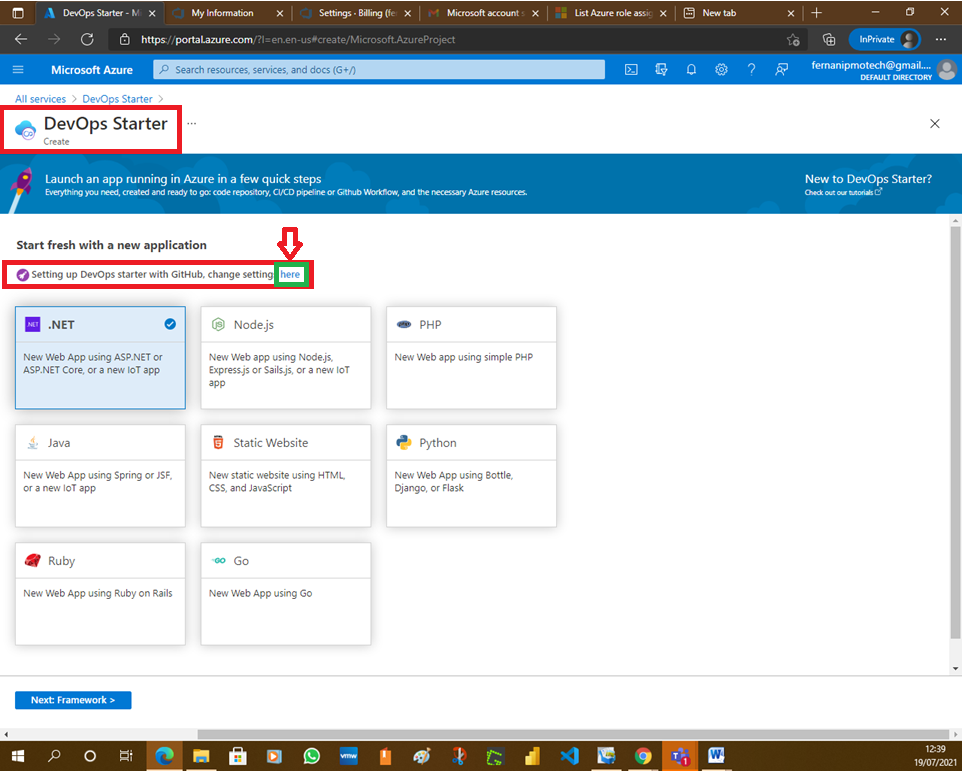 DevOps Starter - Mi
My Information
Settings - Billing (fe
Microsoft account s
List Azure role assig
New tab
https://portal.azure.com/?l=en.en-us#create/Microsoft.AzureProject
InPrivate
Microsoft Azure
Search resources, services, and docs (G+/)
fernanipmotech@gmail....
DEFAULT DIRECTORY
All services > DevOps Starter >
DevOps Starter ...
Create
Launch an app running in Azure in a few quick steps
Everything you need, created and ready to go: code repository, CI/CD pipeline or Github Workflow, and the necessary Azure resources.
New to DevOps Starter?
Check out our tutorials
Start fresh with a new application
Setting up DevOps starter with GitHub, change setting here
.NET
New Web App using ASP.NET or
ASP.NET Core, or a new IoT app
Node.js
New Web app using Node.js,
Express.js or Sails.js, or a new IoT
app
PHP
New Web app using simple PHP
Java
New Web App using Spring or JSF,
or a new IoT app
Static Website
New static website using HTML,
CSS, and JavaScript
Python
New Web App using Bottle,
Django, or Flask
Ruby
New Web App using Ruby on Rails
Go
New Web App using Go
Next: Framework >
12:39
19/07/2021